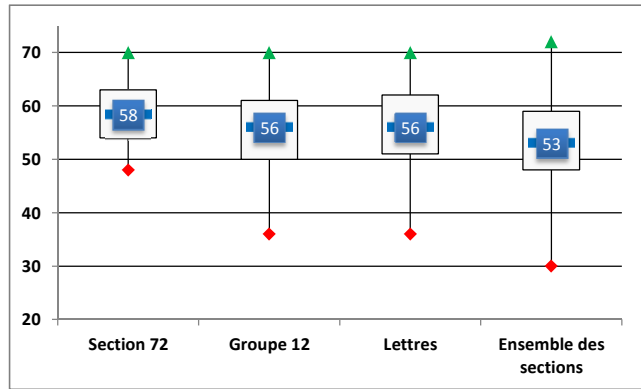 70
60
58
56
56
53
50
40
30
20
Section 72
Groupe 12
Lettres
Ensemble des
sections